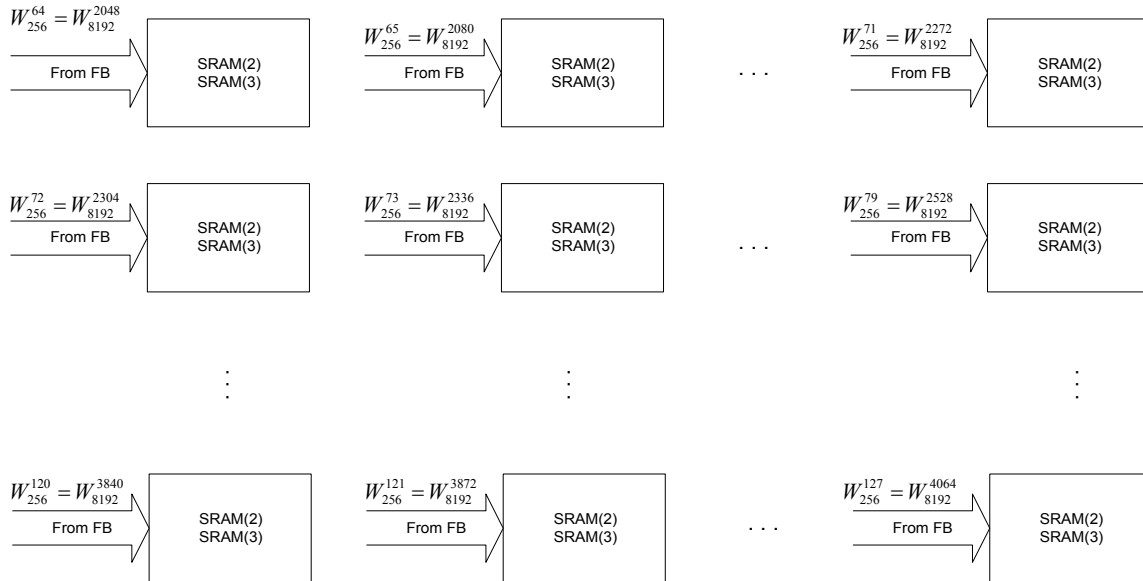 W_{256}^{64} = W_{8192}^{2048}
From FB
SRAM(2)
SRAM(3)
W_{256}^{65} = W_{8192}^{2080}
From FB
SRAM(2)
SRAM(3)
. . .
W_{256}^{71} = W_{8192}^{2272}
From FB
SRAM(2)
SRAM(3)
W_{256}^{72} = W_{8192}^{2304}
From FB
SRAM(2)
SRAM(3)
W_{256}^{73} = W_{8192}^{2336}
From FB
SRAM(2)
SRAM(3)
. . .
W_{256}^{79} = W_{8192}^{2528}
From FB
SRAM(2)
SRAM(3)
⋮
⋮
⋮
W_{256}^{120} = W_{8192}^{3840}
From FB
SRAM(2)
SRAM(3)
W_{256}^{121} = W_{8192}^{3872}
From FB
SRAM(2)
SRAM(3)
. . .
W_{256}^{127} = W_{8192}^{4064}
From FB
SRAM(2)
SRAM(3)